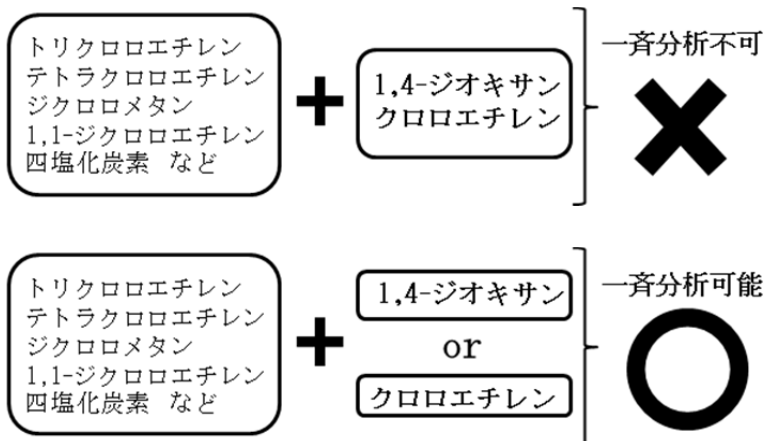 トリクロロエチレン
テトラクロロエチレン
ジクロロメタン
1,1-ジクロロエチレン
四塩化炭素 など
1,4-ジオキサン
クロロエチレン
一斉分析不可
トリクロロエチレン
テトラクロロエチレン
ジクロロメタン
1,1-ジクロロエチレン
四塩化炭素 など
1,4-ジオキサン
or
クロロエチレン
一斉分析可能